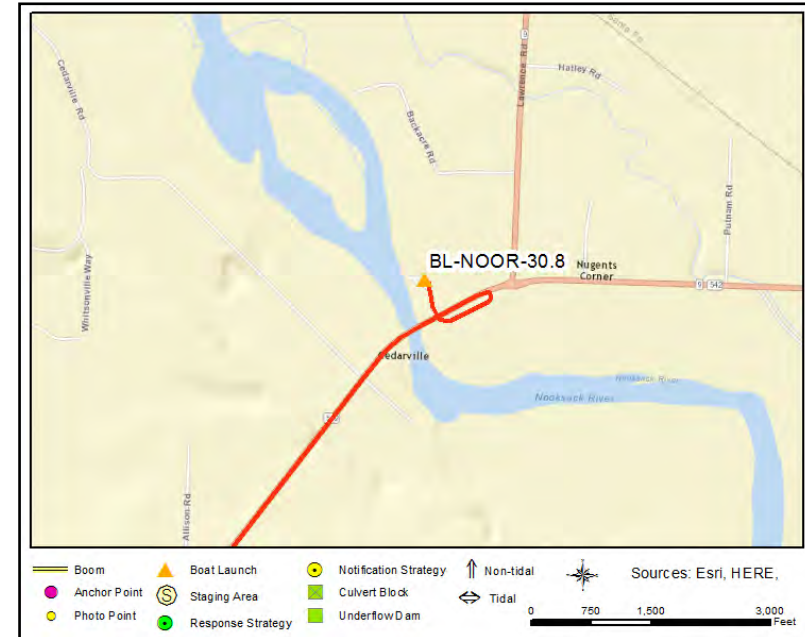 9
Santa Fe
Cedarville Rd
Lawrence Rd
Hatley Rd
Backacre Rd
Putnam Rd
Whitsonville Way
BL-NOOR-30.8
Nugents
Corner
9 542
Cedarville
Nooksack River
Nooksack River
Allison Rd
Boom
Boat Launch
Notification Strategy
Non-tidal
Sources: Esri, HERE,
Anchor Point
S
Staging Area
Culvert Block
Tidal
Photo Point
Response Strategy
Underflow Dam
0 750 1,500 3,000
Feet